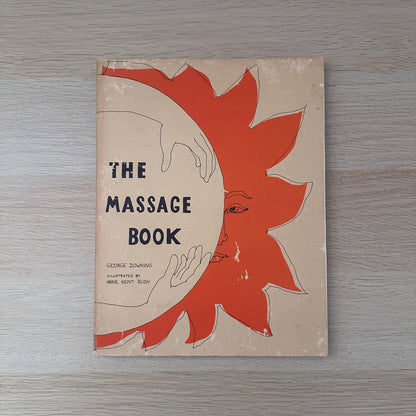 THE
MASSAGE
BOOK
GEORGE DOWNING
ILLUSTRATED BY
ANNE KENT RUSH